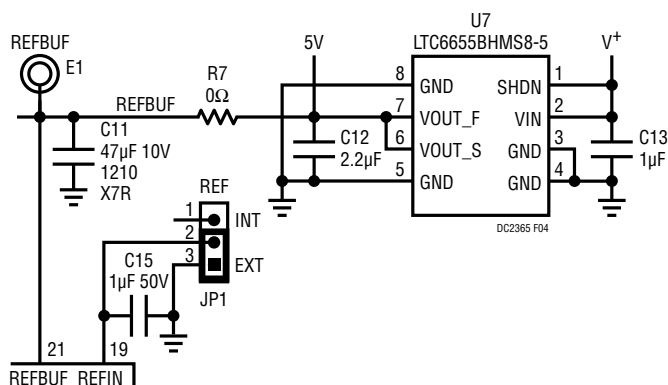 U7
REFBUF
5V
LTC6655BHMS8-5
V+
E1
R7
0Ω
REFBUF
8
GND
SHDN
1
7
VOUT_F
VIN
2
6
VOUT_S
GND
3
5
GND
GND
4
C11
47µF 10V
1210
X7R
C12
2.2µF
C13
1µF
DC2365 F04
REF
1
INT
2
3
EXT
JP1
C15
1µF 50V
21
19
REFBUF
REFIN